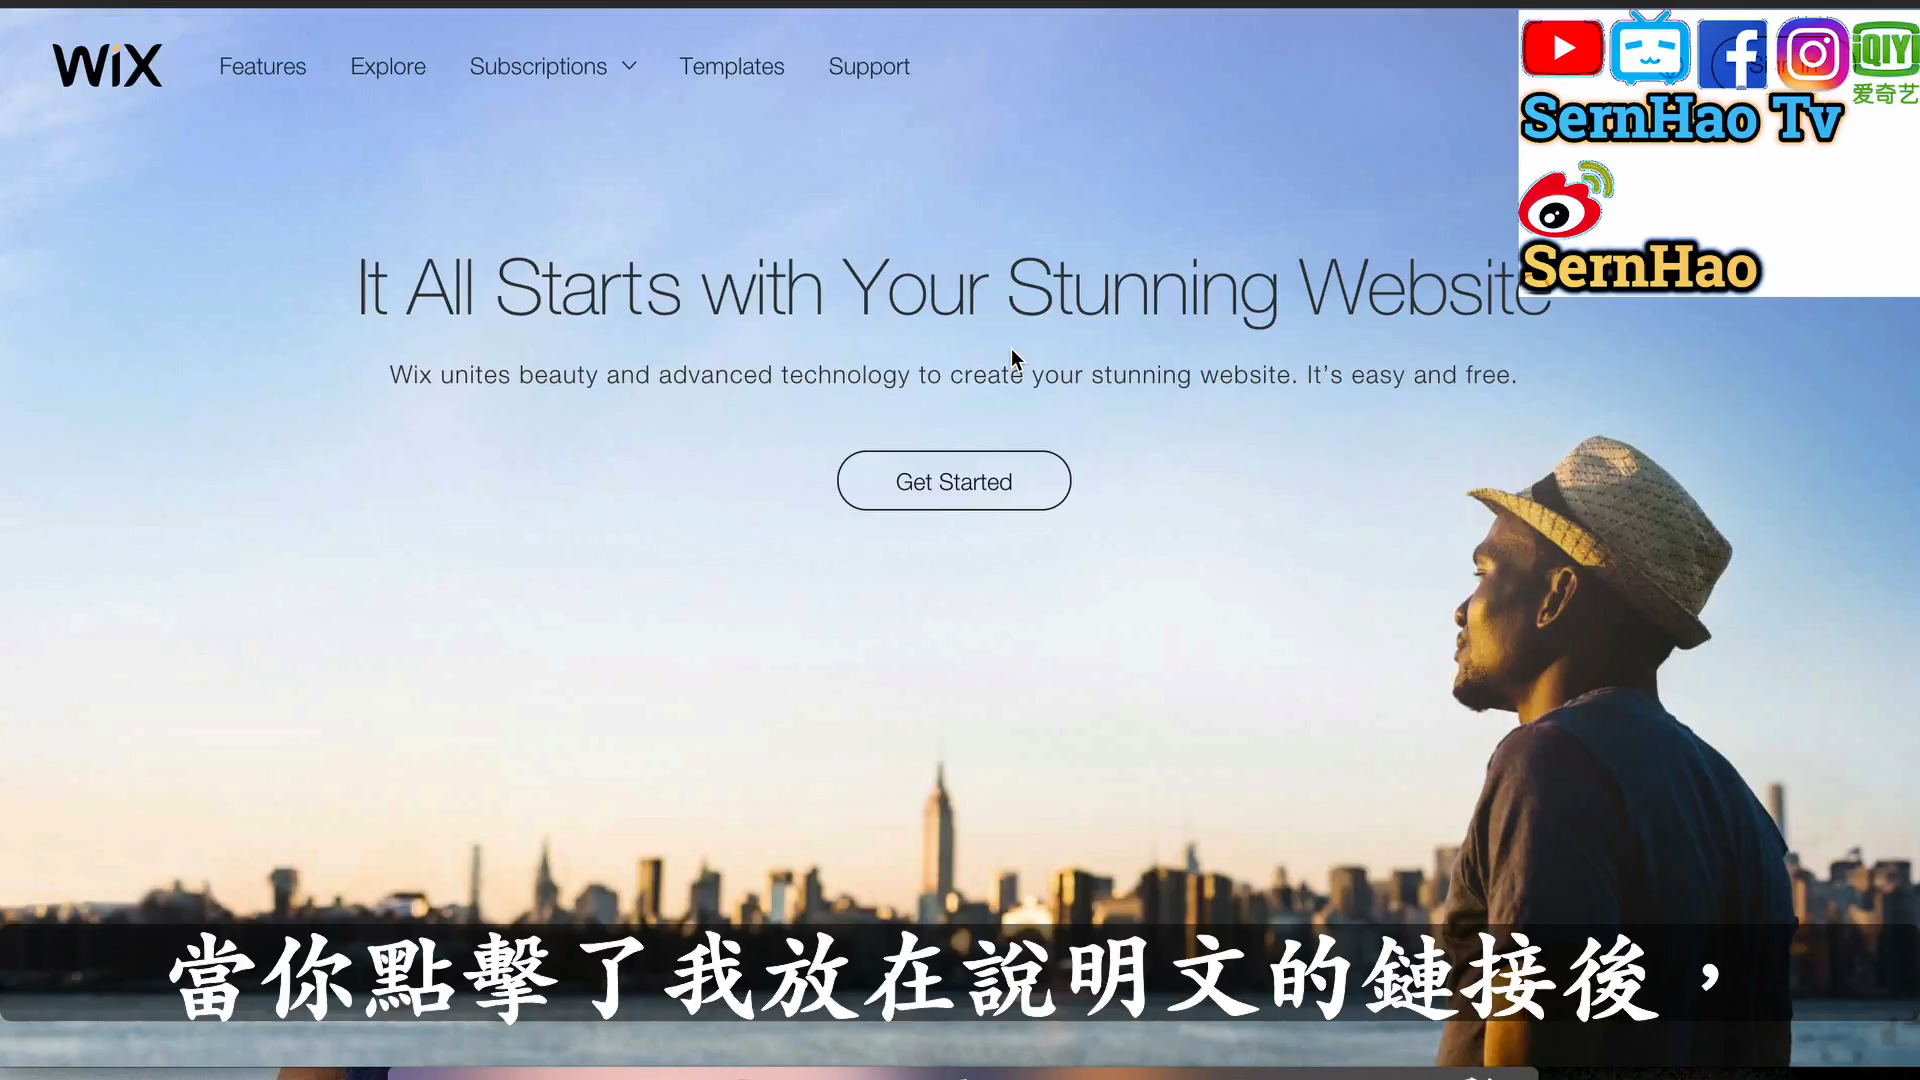 WiX
Features Explore Subscriptions Templates Support
iQIYI
爱奇艺
SernHao Tv
SernHao
It All Starts with Your Stunning Website
Wix unites beauty and advanced technology to create your stunning website. It's easy and free.
Get Started
當你點擊了我放在說明文的鏈接後，